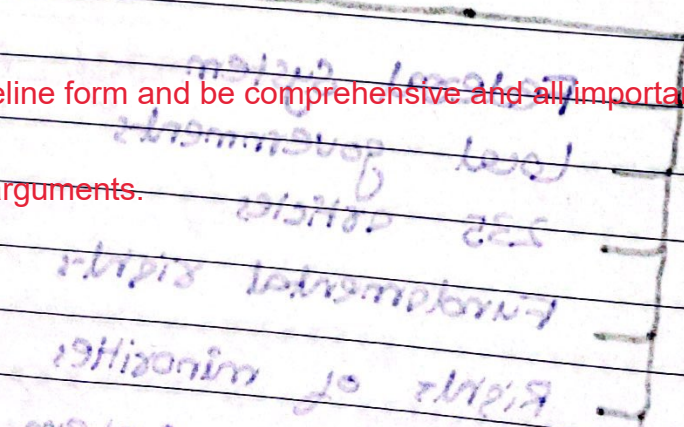 Federal System
eline form and be comprehensive and all importa
Local governments
arguments.
235 articles
Fundamental rights
Rights of minorities